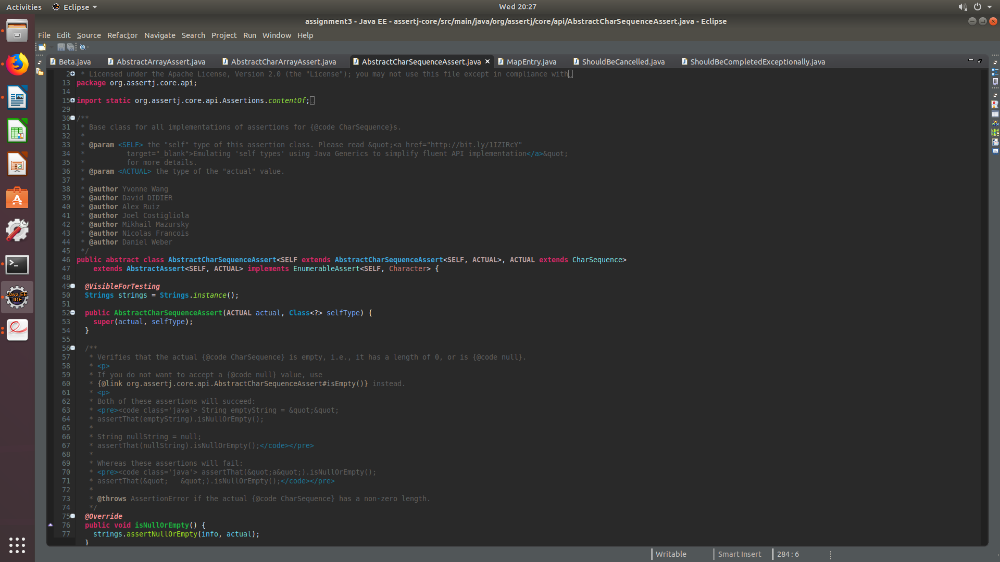 Activities Eclipse Wed 20:27
assignment3 - Java EE - assertj-core/src/main/java/org/assertj/core/api/AbstractCharSequenceAssert.java - Eclipse
File Edit Source Refactor Navigate Search Project Run Window Help
Beta.java AbstractArrayAssert.java AbstractCharArrayAssert.java AbstractCharSequenceAssert.java MapEntry.java ShouldBeCancelled.java ShouldBeCompletedExceptionally.java
2 * Licensed under the Apache License, Version 2.0 (the "License"); you may not use this file except in compliance with
13 package org.assertj.core.api;
14
15 import static org.assertj.core.api.Assertions.contentOf;
29
30 /**
31 * Base class for all implementations of assertions for {@code CharSequence}s.
32 *
33 * @param <SELF> the "self" type of this assertion class. Please read &quot;<a href="http://bit.ly/1IZIRcY"
34 * target="_blank">Emulating 'self types' using Java Generics to simplify fluent API implementation</a>&quot;
35 * for more details.
36 * @param <ACTUAL> the type of the "actual" value.
37 *
38 * @author Yvonne Wang
39 * @author David DIDIER
40 * @author Alex Ruiz
41 * @author Joel Costigliola
42 * @author Mikhail Mazursky
43 * @author Nicolas Francois
44 * @author Daniel Weber
45 */
46 public abstract class AbstractCharSequenceAssert<SELF extends AbstractCharSequenceAssert<SELF, ACTUAL>, ACTUAL extends CharSequence>
47 extends AbstractAssert<SELF, ACTUAL> implements EnumerableAssert<SELF, Character> {
48
49 @VisibleForTesting
50 Strings strings = Strings.instance();
51
52 public AbstractCharSequenceAssert(ACTUAL actual, Class<?> selfType) {
53 super(actual, selfType);
54 }
55
56 /**
57 * Verifies that the actual {@code CharSequence} is empty, i.e., it has a length of 0, or is {@code null}.
58 * <p>
59 * If you do not want to accept a {@code null} value, use
60 * {@link org.assertj.core.api.AbstractCharSequenceAssert#isEmpty()} instead.
61 * <p>
62 * Both of these assertions will succeed:
63 * <pre><code class='java'> String emptyString = &quot;&quot;
64 * assertThat(emptyString).isNullOrEmpty();
65 *
66 * String nullString = null;
67 * assertThat(nullString).isNullOrEmpty();</code></pre>
68 *
69 * Whereas these assertions will fail:
70 * <pre><code class='java'> assertThat(&quot;a&quot;).isNullOrEmpty();
71 * assertThat(&quot;   &quot;).isNullOrEmpty();</code></pre>
72 *
73 * @throws AssertionError if the actual {@code CharSequence} has a non-zero length.
74 */
75 @Override
76 public void isNullOrEmpty() {
77 strings.assertNullOrEmpty(info, actual);
}
Java EE
IDE
Writable Smart Insert 284 : 6